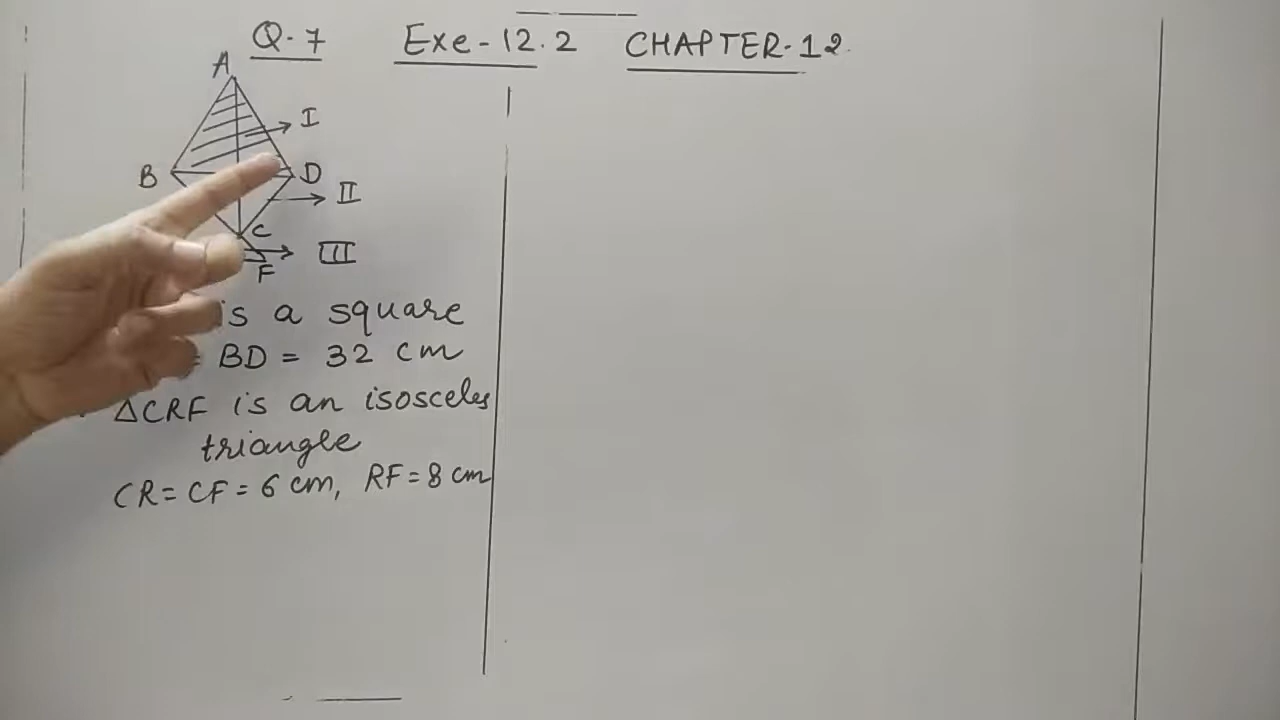 Q.7 Exe-12.2 CHAPTER-12
A
I
B D
II
C
III
F
is a square
= BD = 32 cm
△CRF is an isosceles
triangle
CR = CF = 6 cm, RF = 8 cm